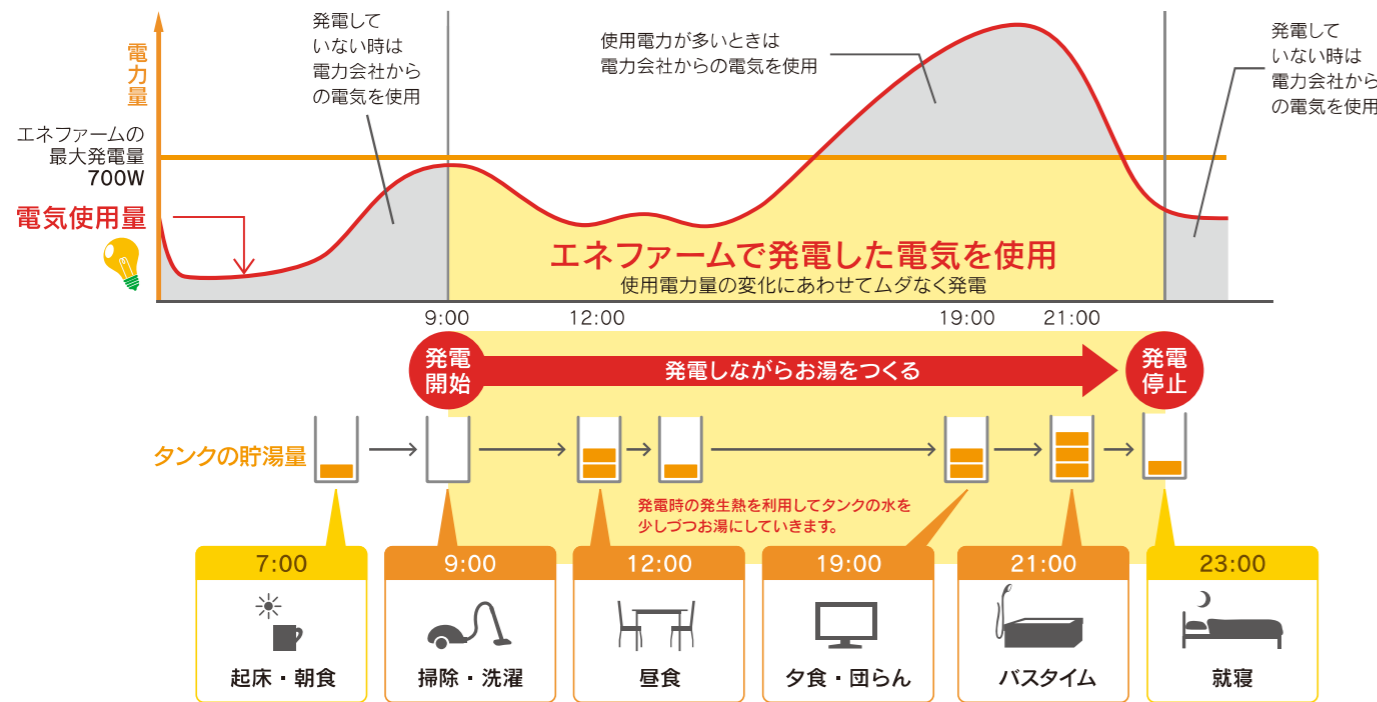 発電して
いない時は
電力会社から
の電気を使用
使用電力が多いときは
電力会社からの電気を使用
発電して
いない時は
電力会社から
の電気を使用
電力量
エネファームの
最大発電量
700W
電気使用量
エネファームで発電した電気を使用
使用電力量の変化にあわせてムダなく発電
9:00
12:00
19:00
21:00
発電
開始
発電しながらお湯をつくる
発電
停止
タンクの貯湯量
発電時の発生熱を利用してタンクの水を
少しづつお湯にしていきます。
7:00
9:00
12:00
19:00
21:00
23:00
起床・朝食
掃除・洗濯
昼食
夕食・団らん
バスタイム
就寝